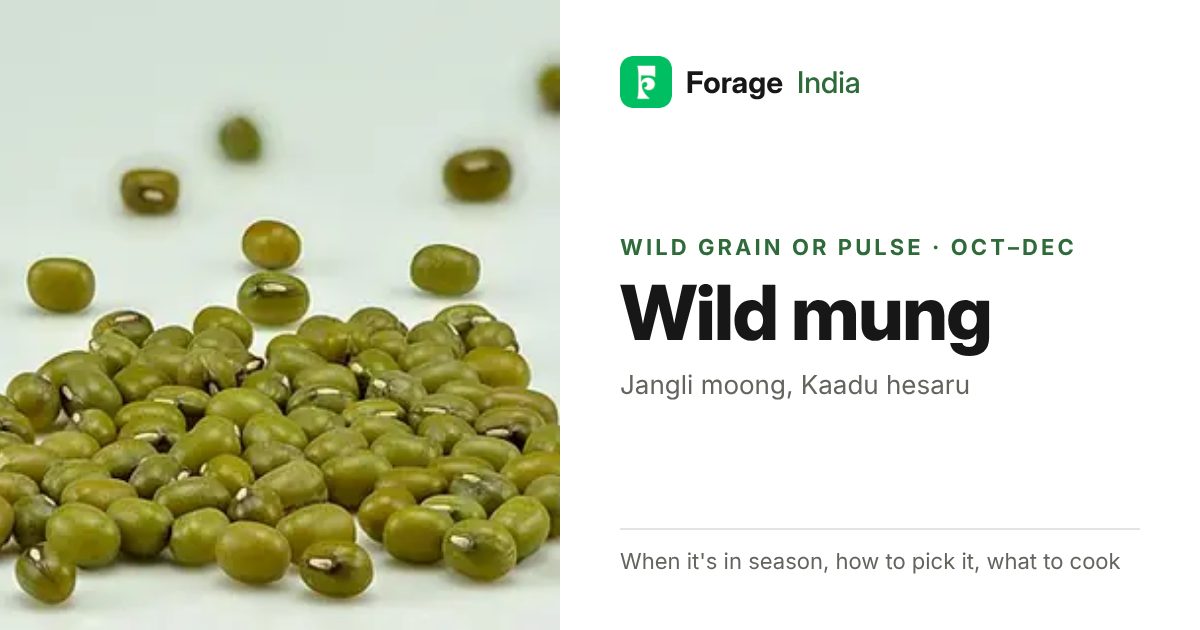 Forage India
WILD GRAIN OR PULSE · OCT–DEC
Wild mung
Jangli moong, Kaadu hesaru
When it's in season, how to pick it, what to cook